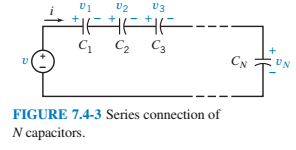 i
v1 v2 v3
+ − + − + −
C1 C2 C3
v + −
CN + vN −
FIGURE 7.4-3 Series connection of
N capacitors.